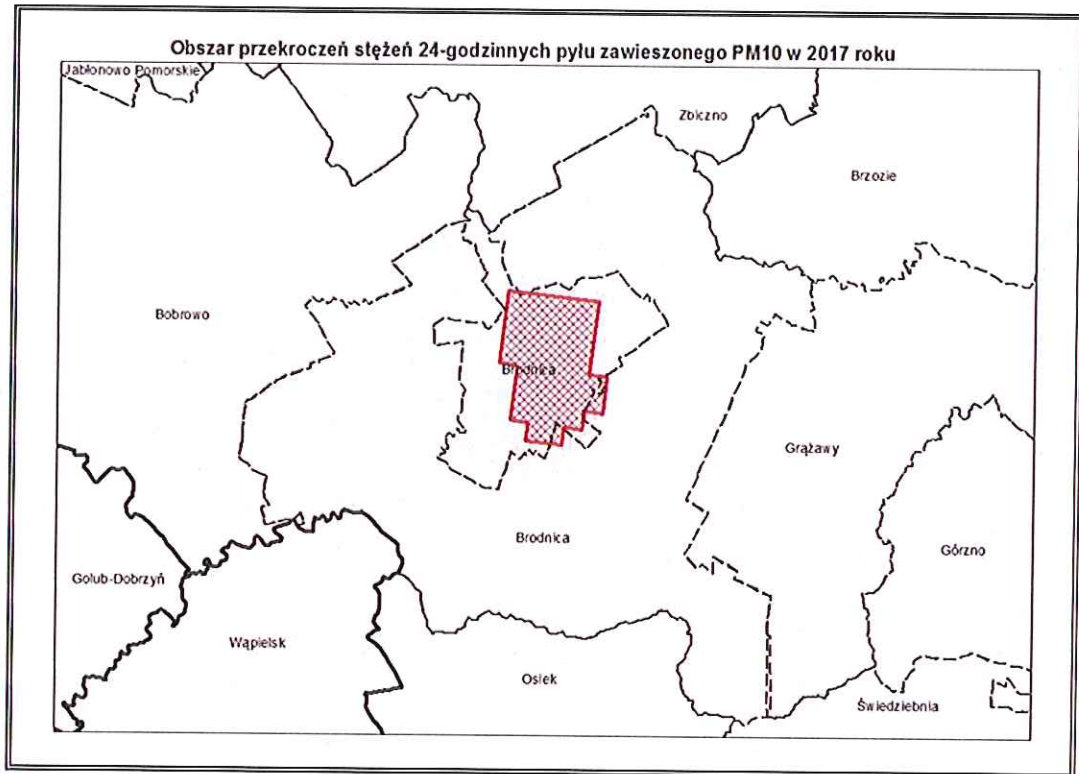 Obszar przekroczeń stężeń 24-godzinnych pyłu zawieszonego PM10 w 2017 roku
Jabłonowo Pomorskie
Zbiczno
Brzozie
Bobrowo
Brodnica
Grążawy
Brodnica
Górzno
Golub-Dobrzyń
Wąpielsk
Osiek
Świedziebnia